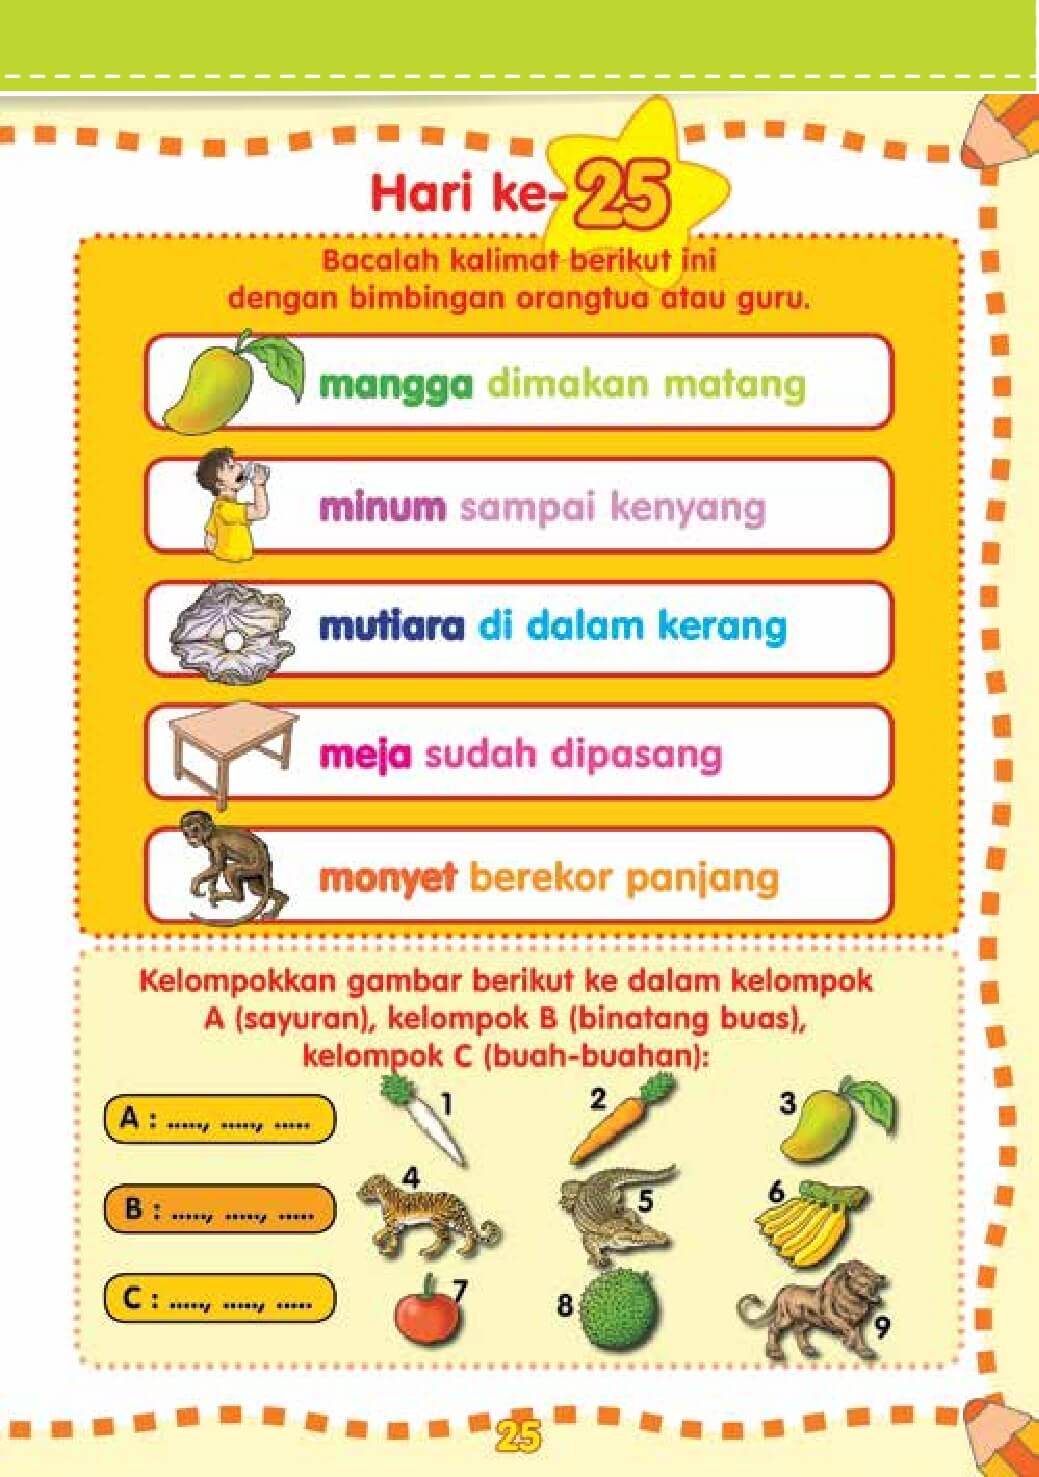 Hari ke-25
Bacalah kalimat berikut ini
dengan bimbingan orangtua atau guru.
mangga dimakan matang
minum sampai kenyang
mutiara di dalam kerang
meja sudah dipasang
monyet berekor panjang
Kelompokkan gambar berikut ke dalam kelompok
A (sayuran), kelompok B (binatang buas),
kelompok C (buah-buahan):
A : ....., ....., .....
1
2
3
B : ....., ....., .....
4
5
6
C : ....., ....., .....
7
8
9
25